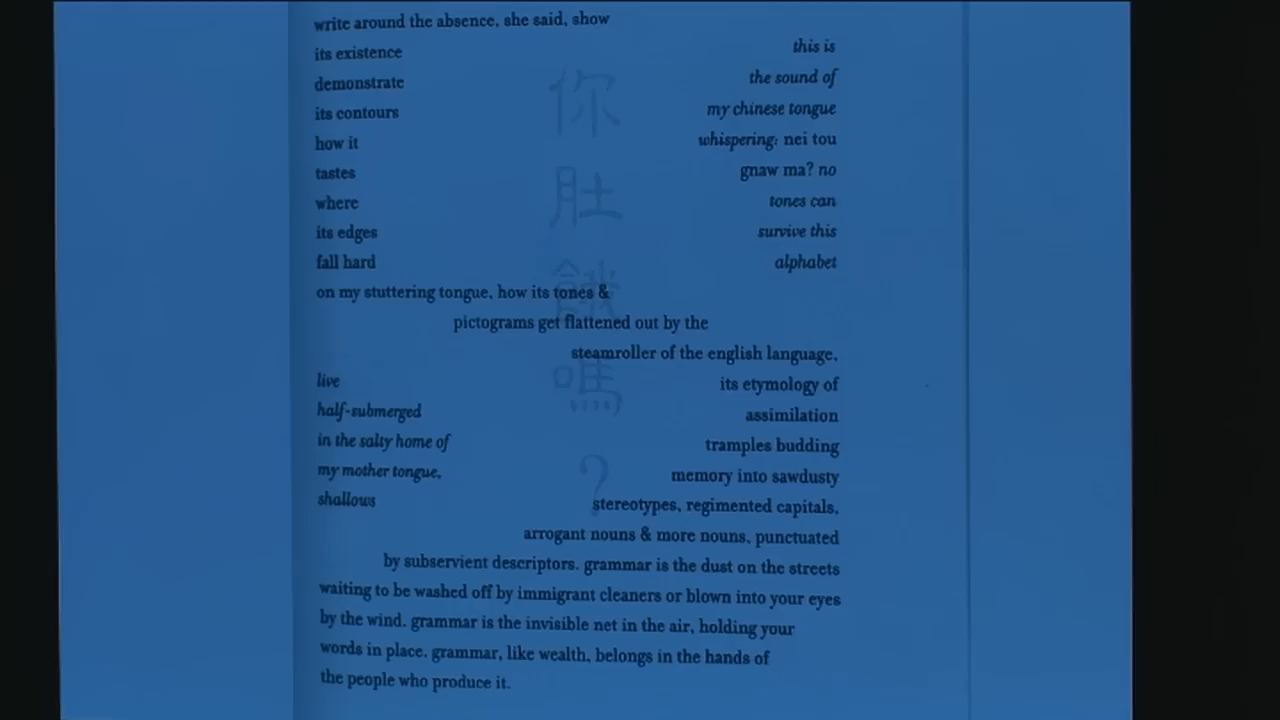 write around the absence, she said, show
its existence
demonstrate
its contours
how it
tastes
where
its edges
fall hard
this is
the sound of
my chinese tongue
whispering: nei tou
gnaw ma? no
tones can
survive this
alphabet
你
肚
餓
嗎
?
on my stuttering tongue, how its tones &
pictograms get flattened out by the
steamroller of the english language,
live
half-submerged
in the salty home of
my mother tongue,
shallows
its etymology of
assimilation
tramples budding
memory into sawdusty
stereotypes, regimented capitals,
arrogant nouns & more nouns, punctuated
by subservient descriptors. grammar is the dust on the streets
waiting to be washed off by immigrant cleaners or blown into your eyes
by the wind. grammar is the invisible net in the air, holding your
words in place. grammar, like wealth, belongs in the hands of
the people who produce it.